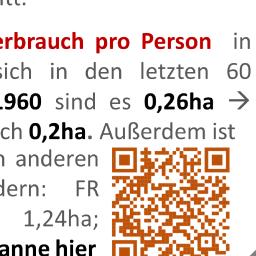 erbrauch pro Person in
sich in den letzten 60
1960 sind es 0,26ha →
ch 0,2ha. Außerdem ist
n anderen
dern: FR
1,24ha;
anne hier